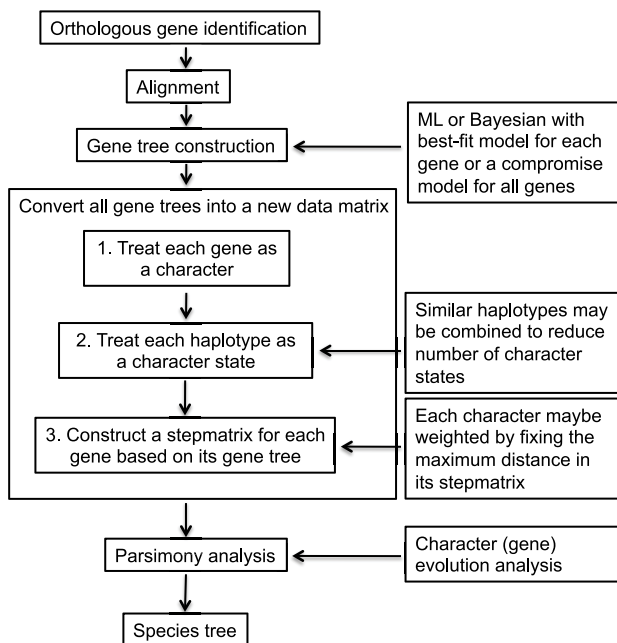 Orthologous gene identification
Alignment
Gene tree construction
ML or Bayesian with
best-fit model for each
gene or a compromise
model for all genes
Convert all gene trees into a new data matrix
1. Treat each gene as
a character
2. Treat each haplotype as
a character state
Similar haplotypes may
be combined to reduce
number of character
states
3. Construct a stepmatrix for each
gene based on its gene tree
Each character maybe
weighted by fixing the
maximum distance in
its stepmatrix
Parsimony analysis
Character (gene)
evolution analysis
Species tree